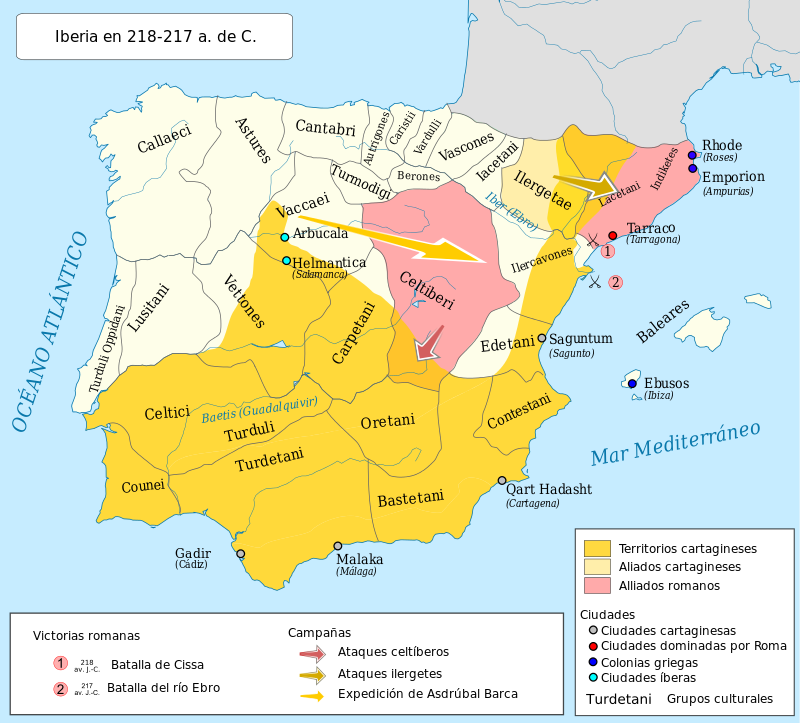 Iberia en 218-217 a. de C.
Callaeci
Astures
Cantabri
Autrigones
Caristii
Vardulli
Vascones
Iacetani
Berones
Turmodigi
Vaccaei
Ilergetae
Lacetani
Indiketes
Rhode
(Roses)
Emporion
(Ampurias)
Iber (Ebro)
Arbucala
Helmantica
(Salamanca)
Tarraco
(Tarragona)
1
2
Ilercavones
Celtiberi
OCÉANO ATLÁNTICO
Turduli Oppidani
Lusitani
Vettones
Carpetani
Edetani
Saguntum
(Sagunto)
Baleares
Ebusos
(Ibiza)
Celtici
Baetis (Guadalquivir)
Turduli
Oretani
Contestani
Mar Mediterráneo
Turdetani
Counei
Bastetani
Qart Hadasht
(Cartagena)
Gadir
(Cádiz)
Malaka
(Málaga)
Victorias romanas
1 218 av. J.-C. Batalla de Cissa
2 217 av. J.-C. Batalla del río Ebro
Campañas
Ataques celtíberos
Ataques ilergetes
Expedición de Asdrúbal Barca
Territorios cartagineses
Aliados cartagineses
Alliados romanos
Ciudades
Ciudades cartaginesas
Ciudades dominadas por Roma
Colonias griegas
Ciudades íberas
Turdetani Grupos culturales